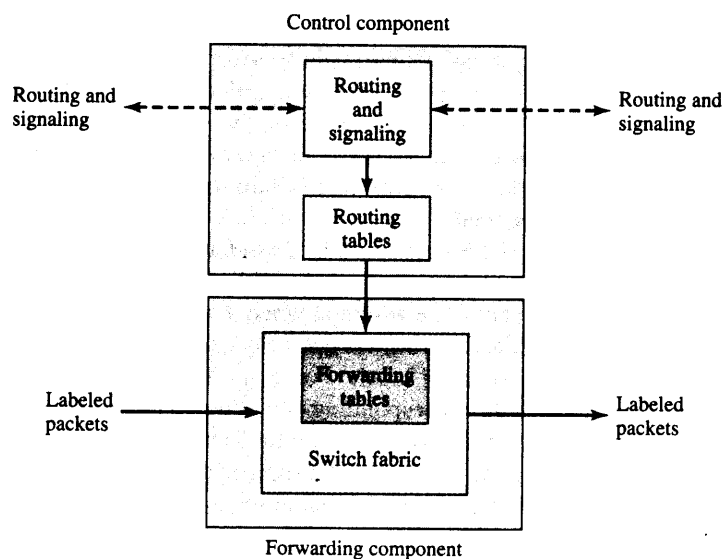 Control component
Routing and
signaling
Routing
and
signaling
Routing and
signaling
Routing
tables
Forwarding
tables
Labeled
packets
Switch fabric
Labeled
packets
Forwarding component